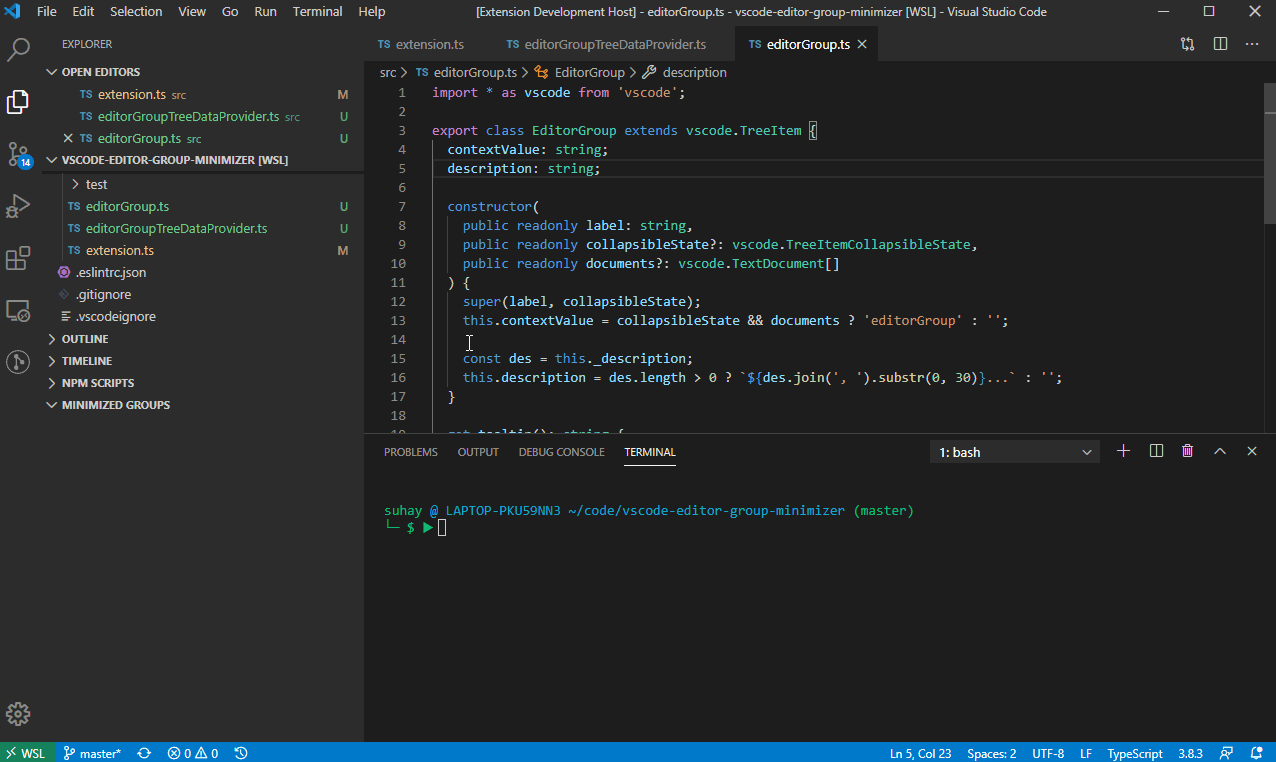 File Edit Selection View Go Run Terminal Help [Extension Development Host] - editorGroup.ts - vscode-editor-group-minimizer [WSL] - Visual Studio Code
EXPLORER
OPEN EDITORS
TS extension.ts src M
TS editorGroupTreeDataProvider.ts src U
TS editorGroup.ts src U
VSCODE-EDITOR-GROUP-MINIMIZER [WSL]
test
TS editorGroup.ts U
TS editorGroupTreeDataProvider.ts U
TS extension.ts M
.eslintrc.json
.gitignore
.vscodeignore
OUTLINE
TIMELINE
NPM SCRIPTS
MINIMIZED GROUPS
14
TS extension.ts TS editorGroupTreeDataProvider.ts TS editorGroup.ts
src > TS editorGroup.ts > EditorGroup > description
1 import * as vscode from 'vscode';
2
3 export class EditorGroup extends vscode.TreeItem {
4 contextValue: string;
5 description: string;
6
7 constructor(
8 public readonly label: string,
9 public readonly collapsibleState?: vscode.TreeItemCollapsibleState,
10 public readonly documents?: vscode.TextDocument[]
11 ) {
12 super(label, collapsibleState);
13 this.contextValue = collapsibleState && documents ? 'editorGroup' : '';
14
15 const des = this._description;
16 this.description = des.length > 0 ? `${des.join(', ').substr(0, 30)}...` : '';
17 }
18
19 get tooltip(): string {
PROBLEMS OUTPUT DEBUG CONSOLE TERMINAL 1: bash
suhay @ LAPTOP-PKU59NN3 ~/code/vscode-editor-group-minimizer (master)
└─ $ ▶
WSL master* 0 0 Ln 5, Col 23 Spaces: 2 UTF-8 LF TypeScript 3.8.3